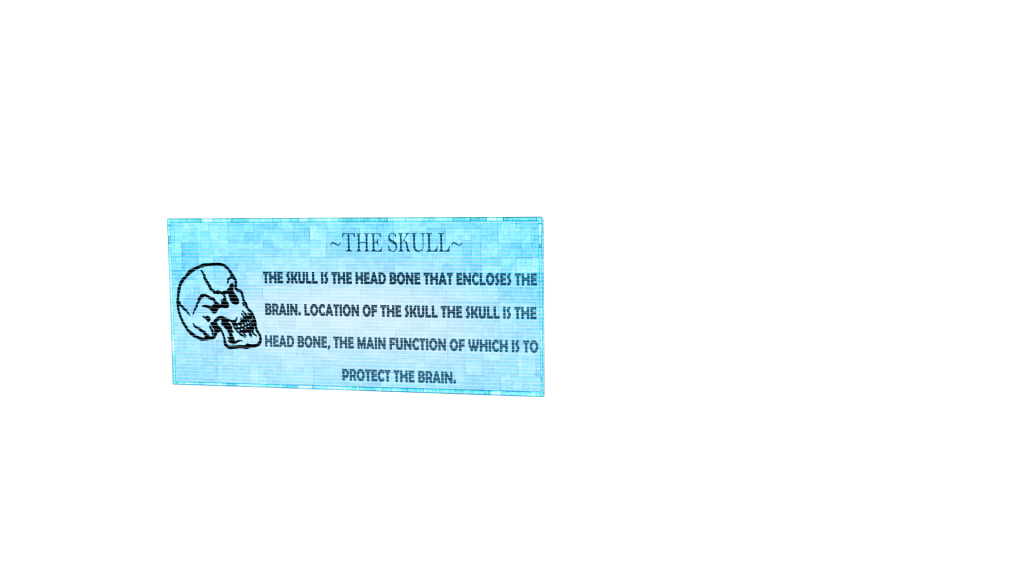 ~THE SKULL~
THE SKULL IS THE HEAD BONE THAT ENCLOSES THE
BRAIN. LOCATION OF THE SKULL THE SKULL IS THE
HEAD BONE, THE MAIN FUNCTION OF WHICH IS TO
PROTECT THE BRAIN.